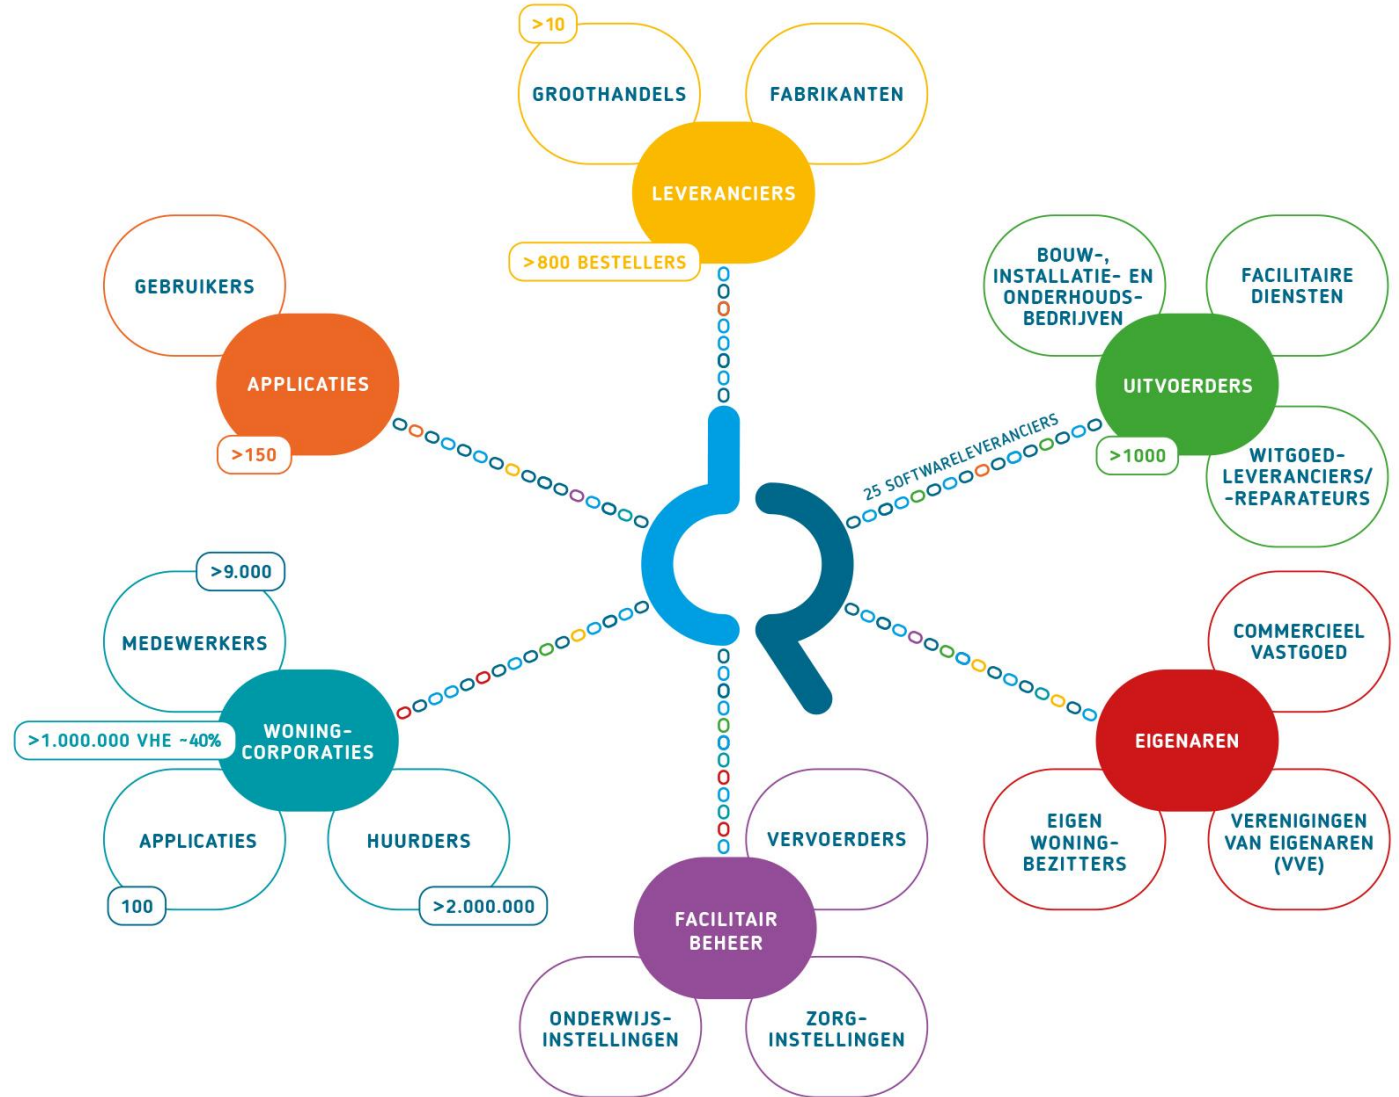 >10
GROOTHANDELS
FABRIKANTEN
LEVERANCIERS
>800 BESTELLERS
GEBRUIKERS
APPLICATIES
>150
BOUW-,
INSTALLATIE- EN
ONDERHOUDS-
BEDRIJVEN
FACILITAIRE
DIENSTEN
UITVOERDERS
>1000
WITGOED-
LEVERANCIERS/
-REPARATEURS
25 SOFTWARELEVERANCIERS
>9.000
MEDEWERKERS
>1.000.000 VHE ~40%
WONING-
CORPORATIES
APPLICATIES
100
HUURDERS
>2.000.000
COMMERCIEEL
VASTGOED
EIGENAREN
EIGEN
WONING-
BEZITTERS
VERENIGINGEN
VAN EIGENAREN
(VVE)
VERVOERDERS
FACILITAIR
BEHEER
ONDERWIJS-
INSTELLINGEN
ZORG-
INSTELLINGEN